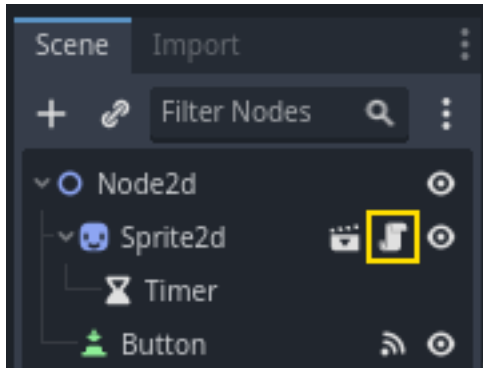 Scene Import
Filter Nodes
Node2d
Sprite2d
Timer
Button